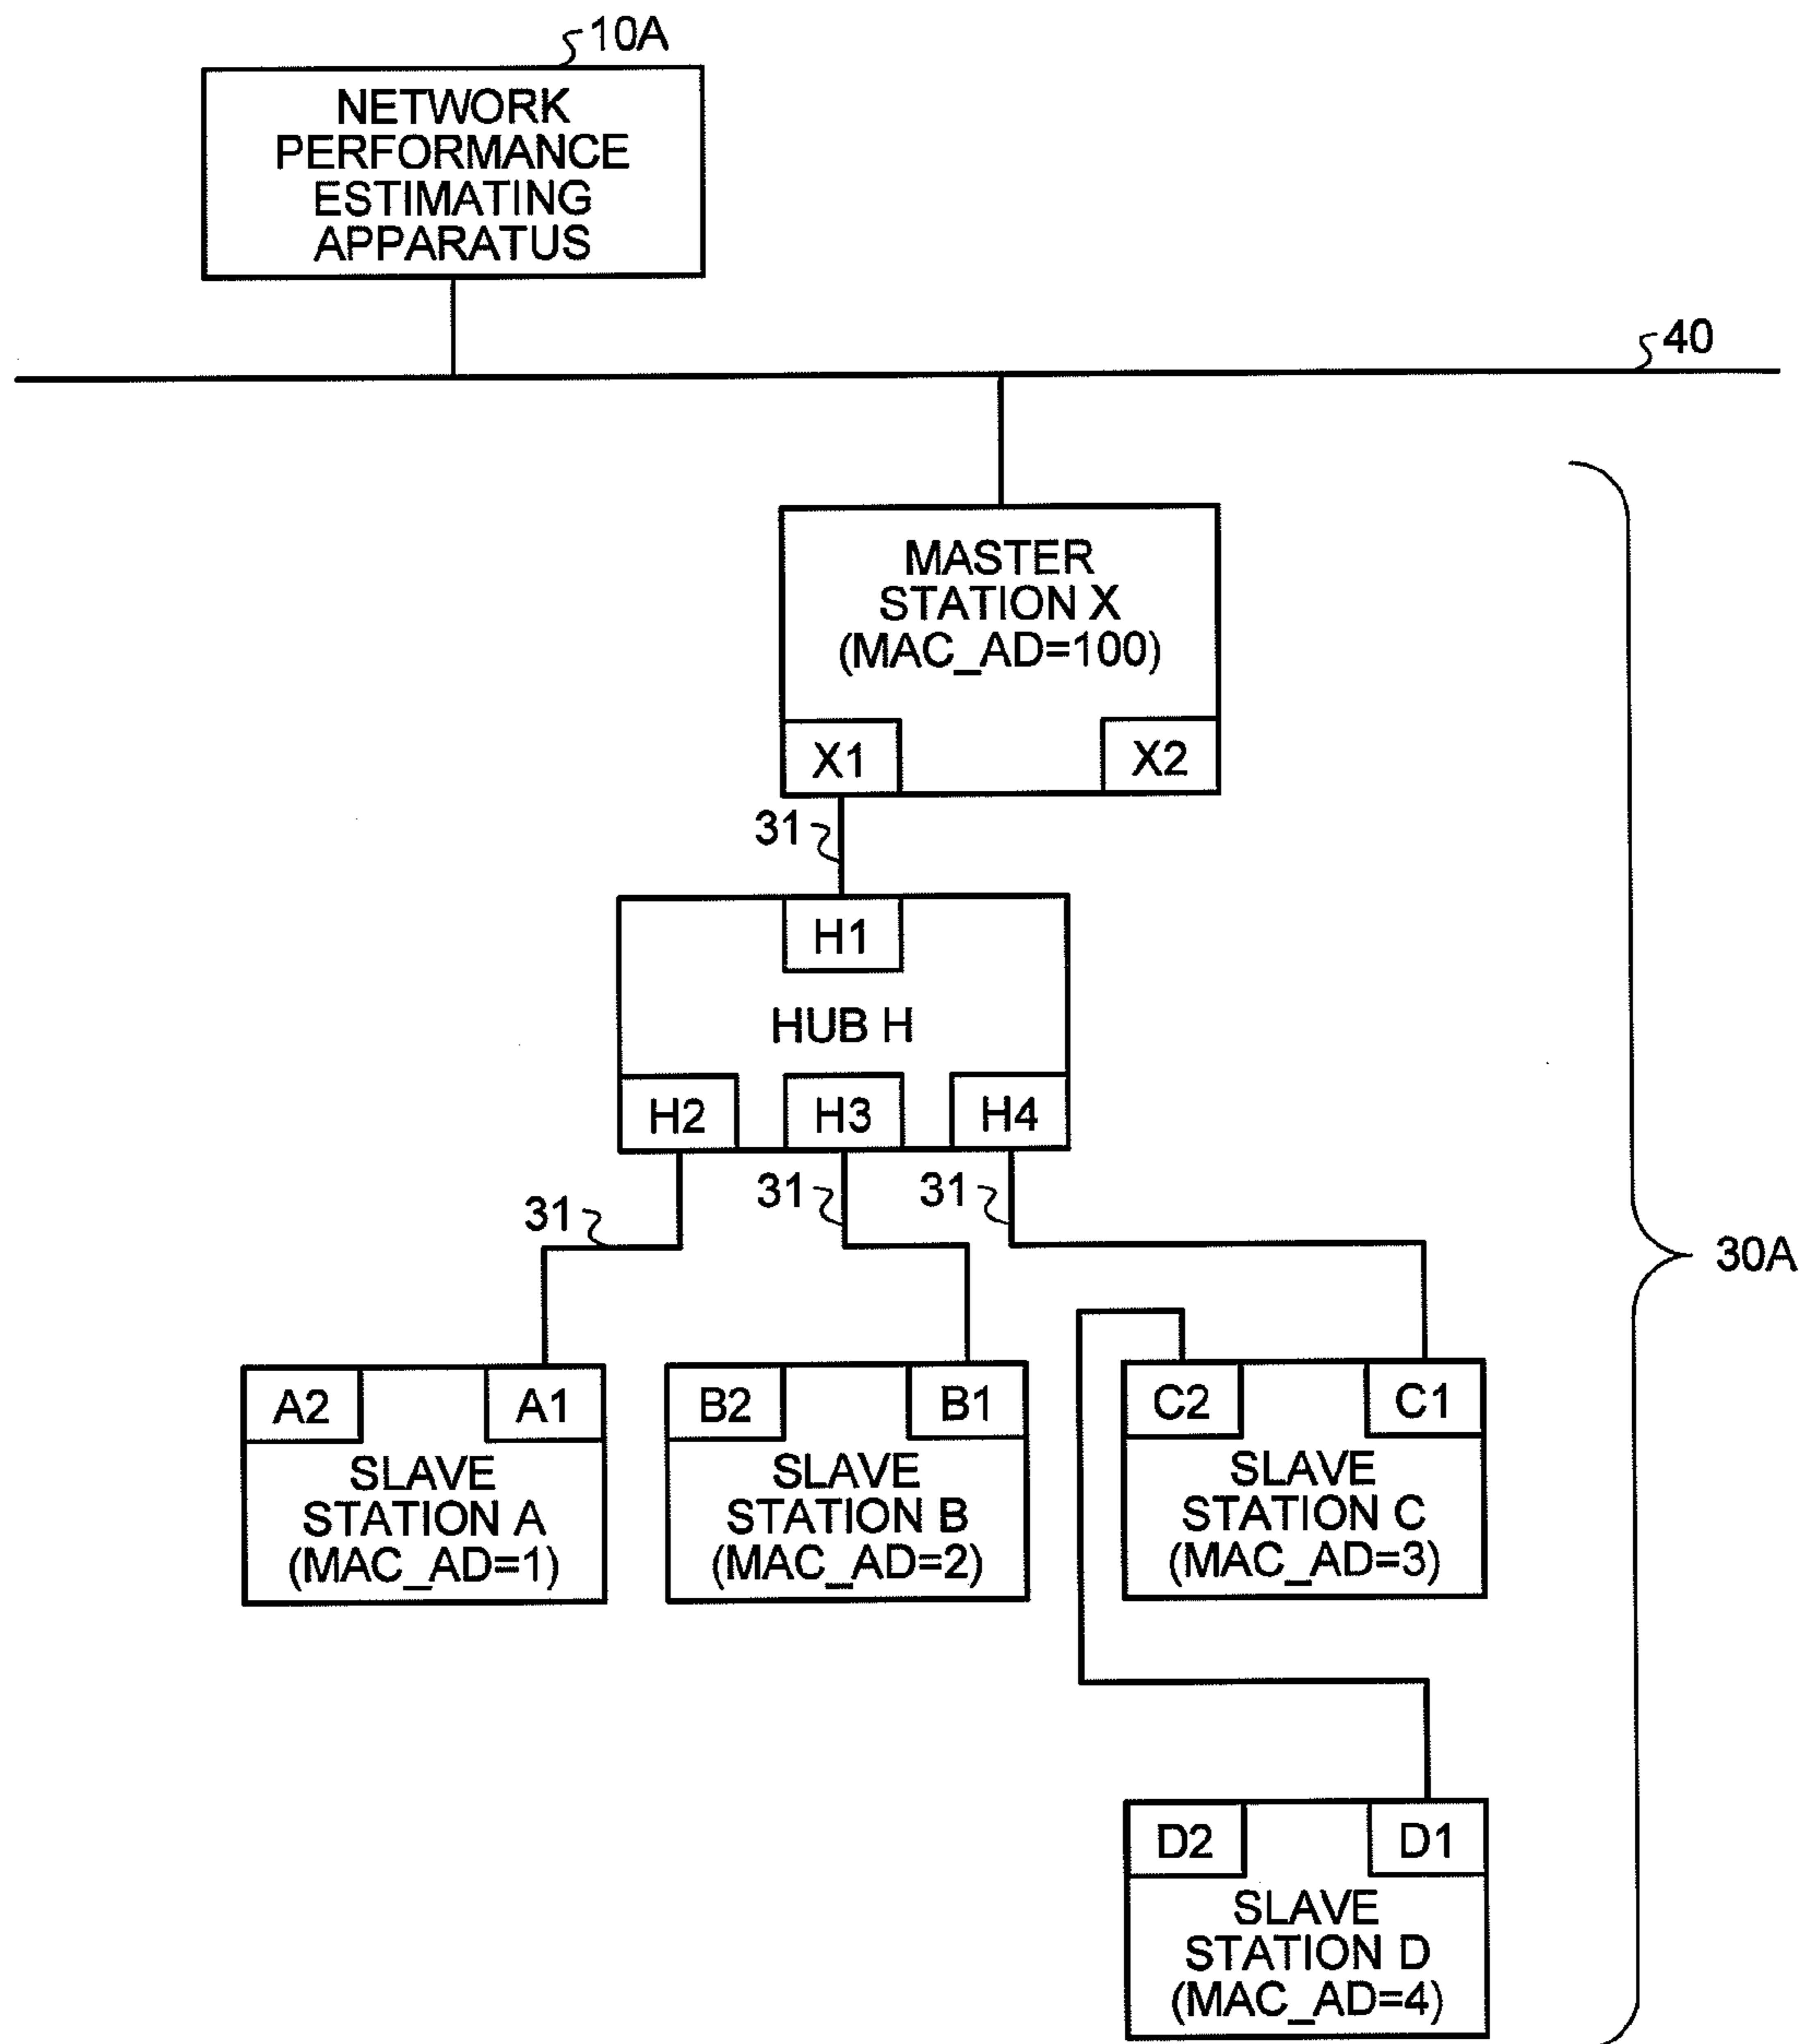 10A
NETWORK
PERFORMANCE
ESTIMATING
APPARATUS
40
MASTER
STATION X
(MAC_AD=100)
X1
X2
31
H1
HUB H
H2
H3
H4
31
31
31
30A
A2
A1
SLAVE
STATION A
(MAC_AD=1)
B2
B1
SLAVE
STATION B
(MAC_AD=2)
C2
C1
SLAVE
STATION C
(MAC_AD=3)
D2
D1
SLAVE
STATION D
(MAC_AD=4)